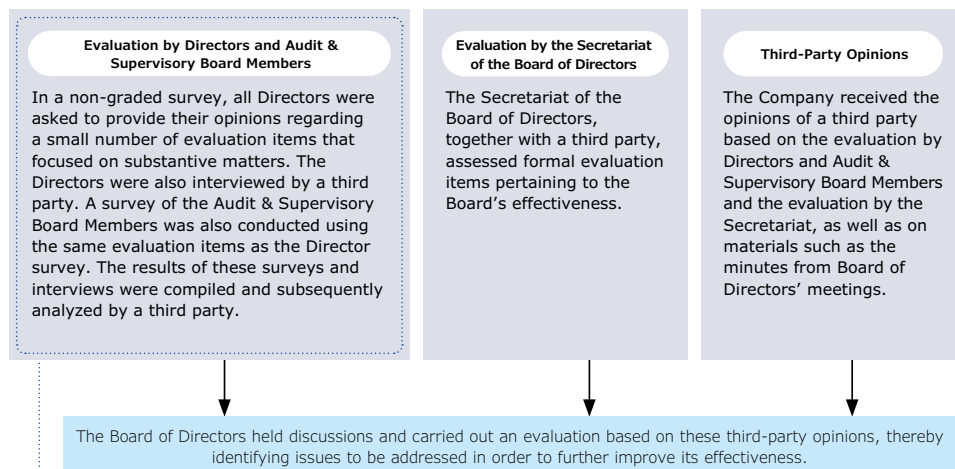 Evaluation by Directors and Audit &
Supervisory Board Members
In a non-graded survey, all Directors were
asked to provide their opinions regarding
a small number of evaluation items that
focused on substantive matters. The
Directors were also interviewed by a third
party. A survey of the Audit & Supervisory
Board Members was also conducted using
the same evaluation items as the Director
survey. The results of these surveys and
interviews were compiled and subsequently
analyzed by a third party.
Evaluation by the Secretariat
of the Board of Directors
The Secretariat of the
Board of Directors,
together with a third party,
assessed formal evaluation
items pertaining to the
Board’s effectiveness.
Third-Party Opinions
The Company received the
opinions of a third party
based on the evaluation by
Directors and Audit &
Supervisory Board Members
and the evaluation by the
Secretariat, as well as on
materials such as the
minutes from Board of
Directors’ meetings.
The Board of Directors held discussions and carried out an evaluation based on these third-party opinions, thereby
identifying issues to be addressed in order to further improve its effectiveness.